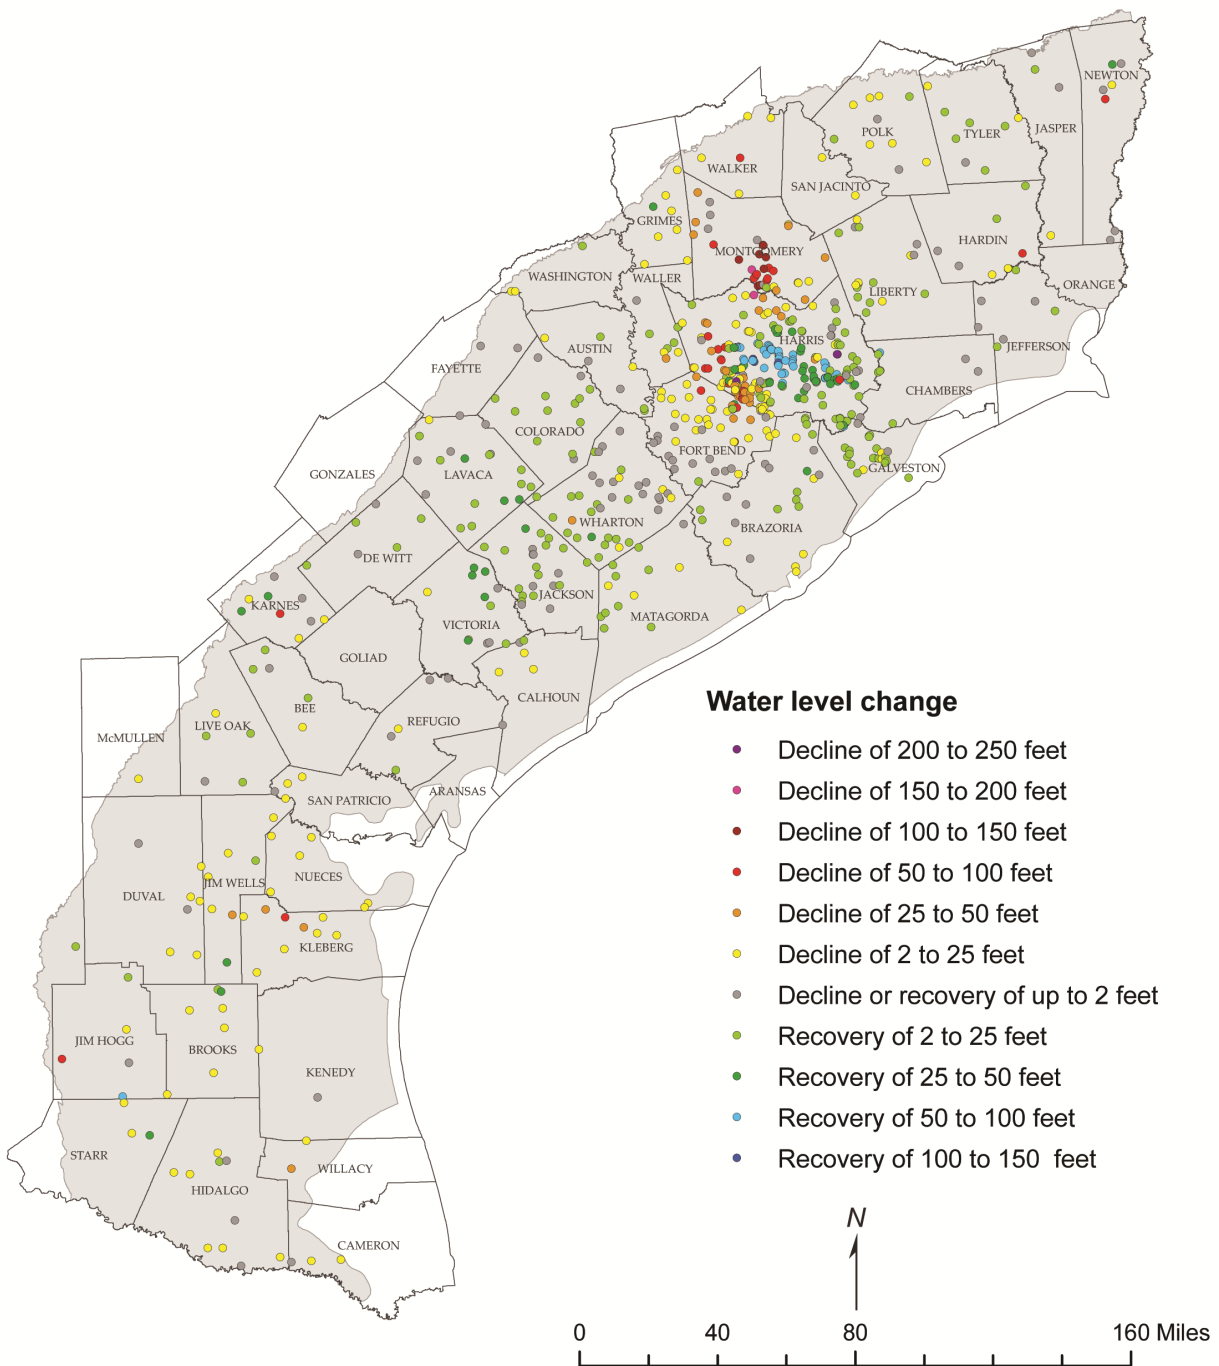 NEWTON
JASPER
TYLER
POLK
WALKER
SAN JACINTO
GRIMES
HARDIN
MONTGOMERY
WASHINGTON
WALLER
LIBERTY
ORANGE
HARRIS
JEFFERSON
AUSTIN
FAYETTE
CHAMBERS
COLORADO
FORT BEND
GALVESTON
GONZALES
LAVACA
WHARTON
BRAZORIA
DE WITT
JACKSON
KARNES
MATAGORDA
VICTORIA
GOLIAD
CALHOUN
BEE
REFUGIO
LIVE OAK
McMULLEN
ARANSAS
SAN PATRICIO
NUECES
JIM WELLS
DUVAL
KLEBERG
JIM HOGG
BROOKS
KENEDY
STARR
WILLACY
HIDALGO
CAMERON
Water level change
Decline of 200 to 250 feet
Decline of 150 to 200 feet
Decline of 100 to 150 feet
Decline of 50 to 100 feet
Decline of 25 to 50 feet
Decline of 2 to 25 feet
Decline or recovery of up to 2 feet
Recovery of 2 to 25 feet
Recovery of 25 to 50 feet
Recovery of 50 to 100 feet
Recovery of 100 to 150 feet
N
0 40 80 160 Miles